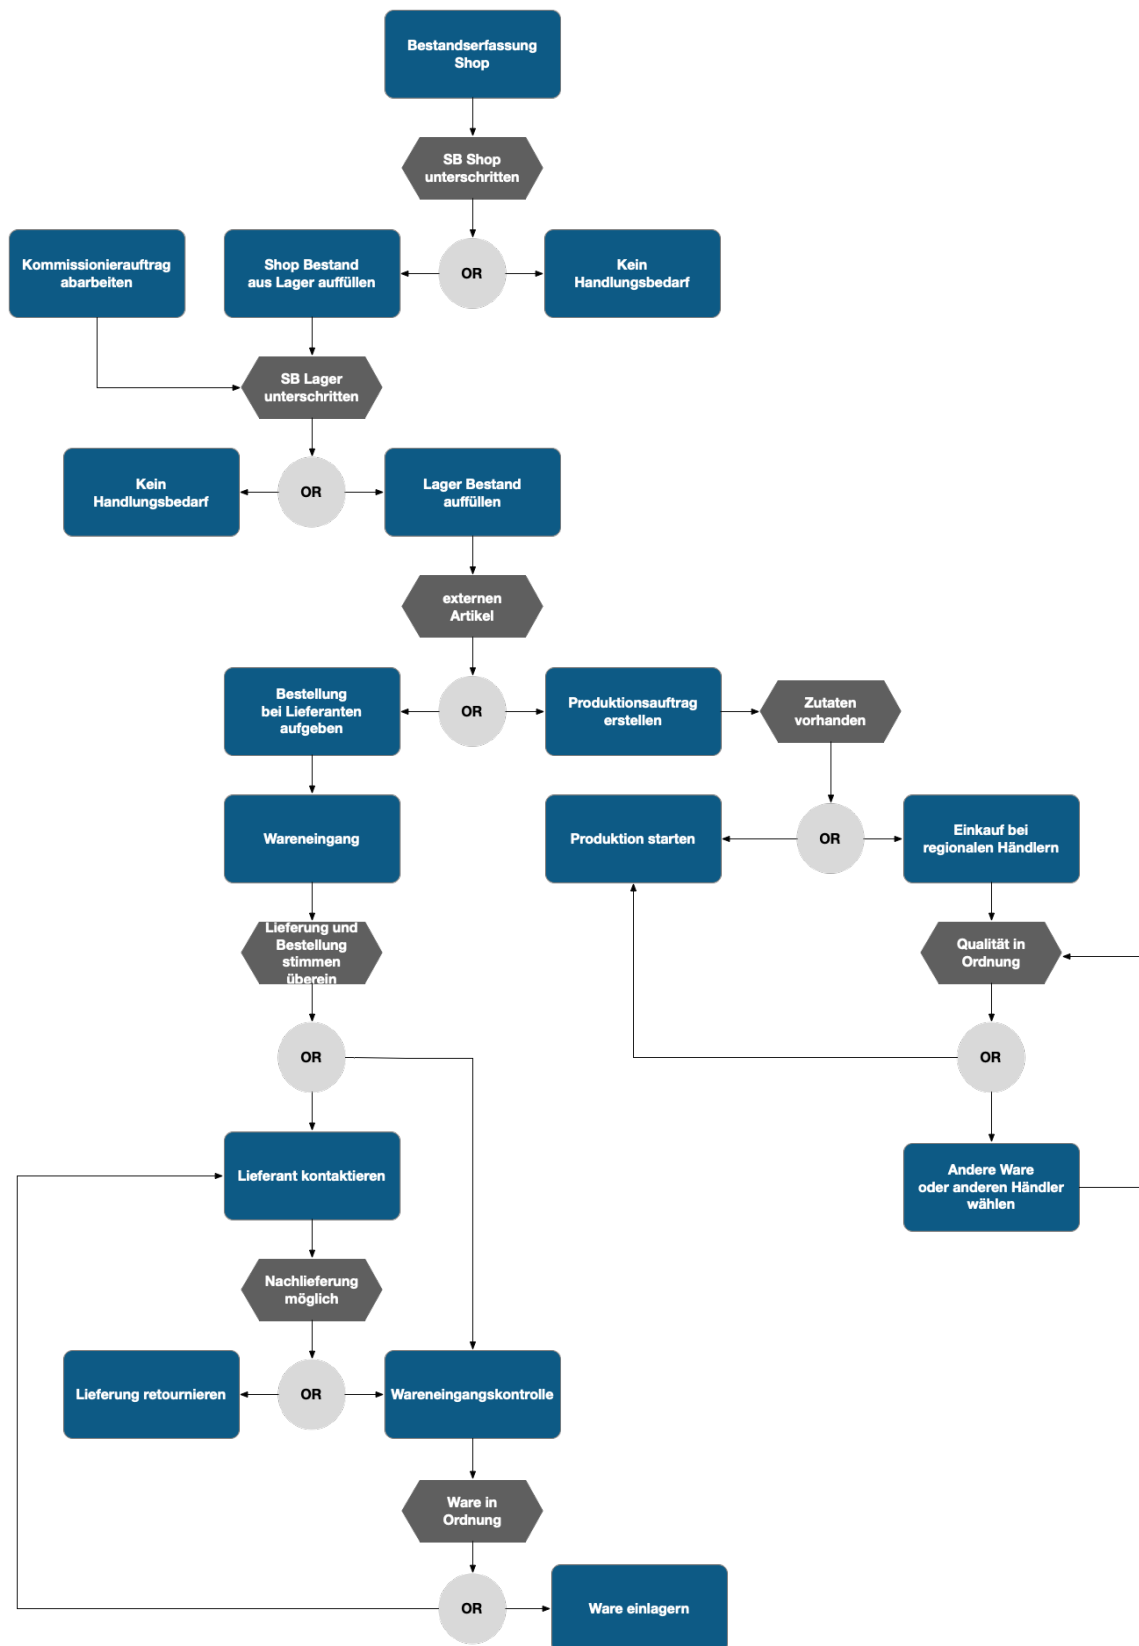 Bestandserfassung
Shop
SB Shop
unterschritten
Kommissionierauftrag
abarbeiten
Shop Bestand
aus Lager auffüllen
OR
Kein
Handlungsbedarf
SB Lager
unterschritten
Kein
Handlungsbedarf
OR
Lager Bestand
auffüllen
externen
Artikel
Bestellung
bei Lieferanten
aufgeben
OR
Produktionsauftrag
erstellen
Zutaten
vorhanden
Wareneingang
Produktion starten
OR
Einkauf bei
regionalen Händlern
Lieferung und
Bestellung
stimmen
überein
Qualität in
Ordnung
OR
OR
Lieferant kontaktieren
Andere Ware
oder anderen Händler
wählen
Nachlieferung
möglich
Lieferung retournieren
OR
Wareneingangskontrolle
Ware in
Ordnung
OR
Ware einlagern